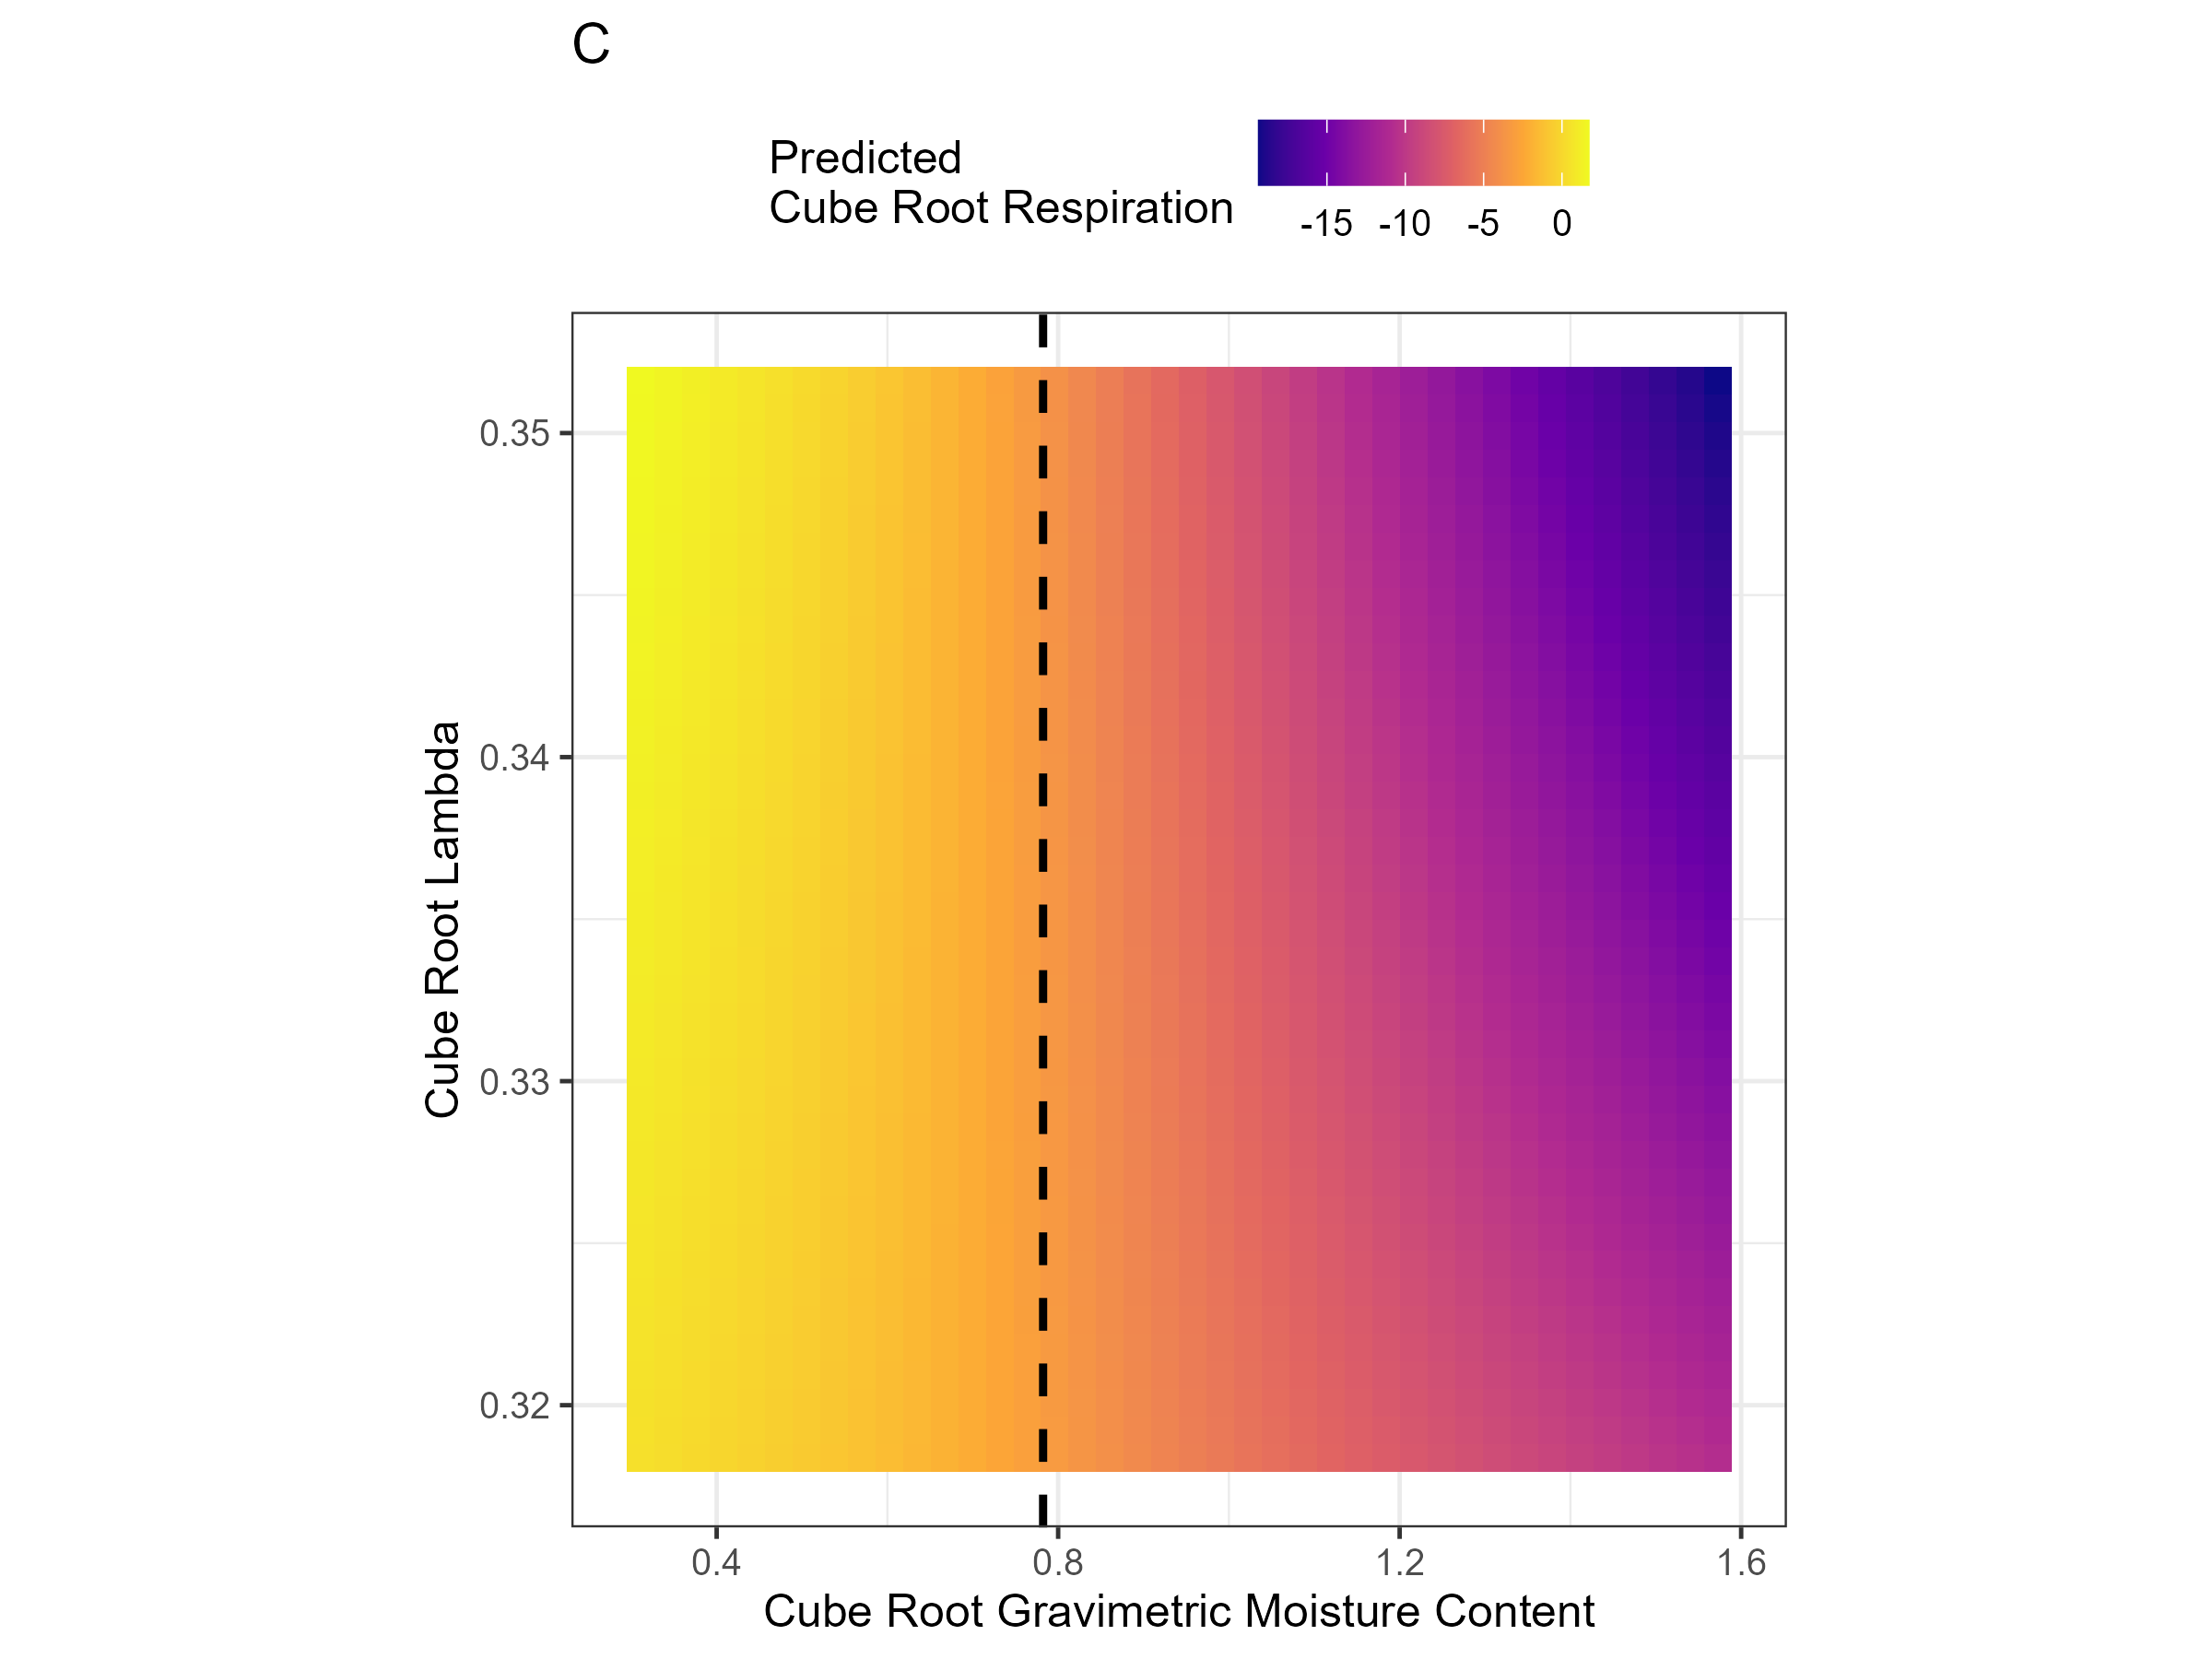 C
Predicted
Cube Root Respiration
-15 -10 -5 0
Cube Root Lambda
0.35
0.34
0.33
0.32
0.4 0.8 1.2 1.6
Cube Root Gravimetric Moisture Content